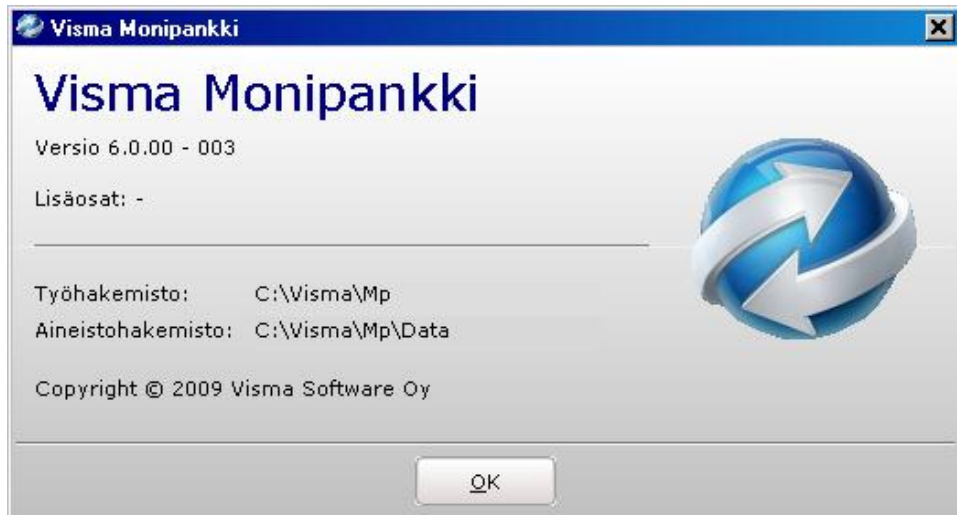 Visma Monipankki
Visma Monipankki
Versio 6.0.00 - 003
Lisäosat: -
Työhakemisto: C:\Visma\Mp
Aineistohakemisto: C:\Visma\Mp\Data
Copyright © 2009 Visma Software Oy
OK